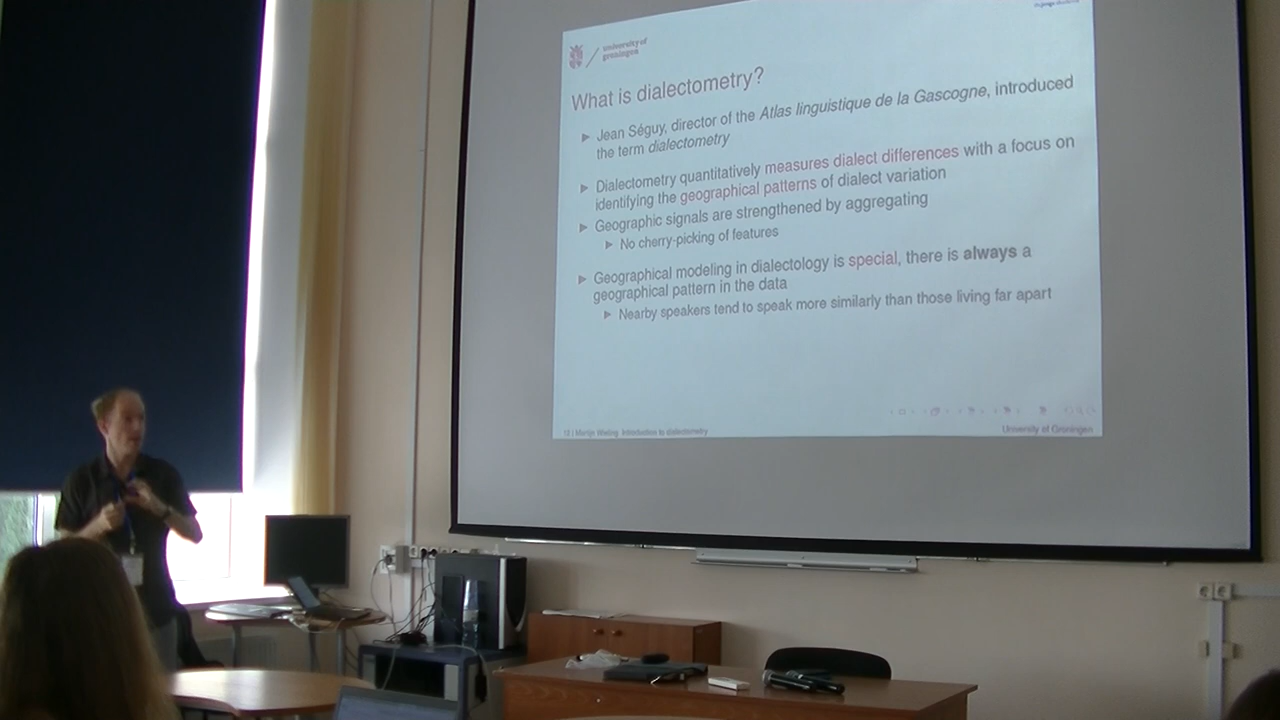 university of
groningen
What is dialectometry?
▶ Jean Séguy, director of the Atlas linguistique de la Gascogne, introduced
the term dialectometry
▶ Dialectometry quantitatively measures dialect differences with a focus on
identifying the geographical patterns of dialect variation
▶ Geographic signals are strengthened by aggregating
▶ No cherry-picking of features
▶ Geographical modeling in dialectology is special, there is always a
geographical pattern in the data
▶ Nearby speakers tend to speak more similarly than those living far apart
| Martijn Wieling Introduction to dialectometry
University of Groningen